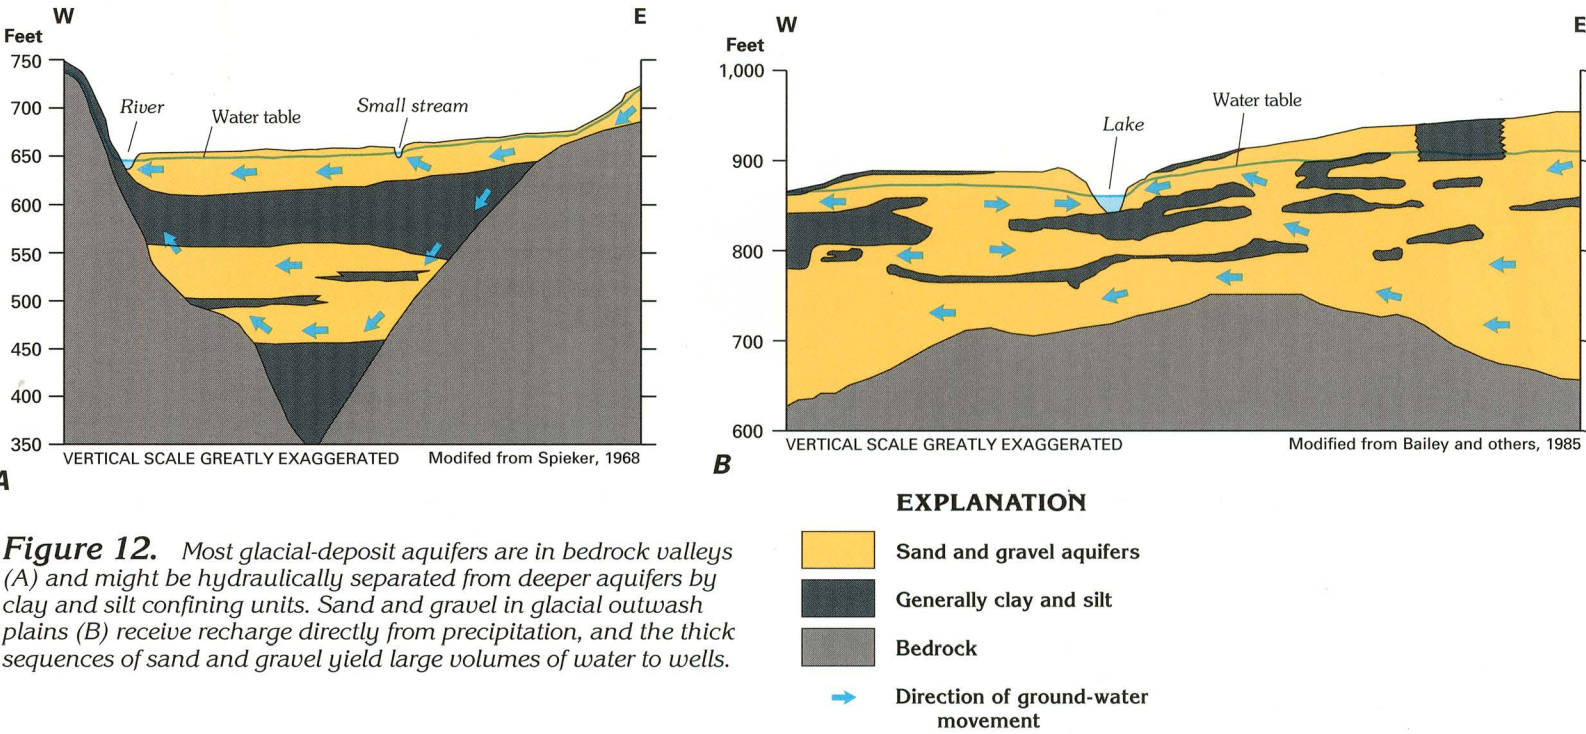 W
E
Feet
750
700
650
600
550
500
450
400
350
River
Water table
Small stream
VERTICAL SCALE GREATLY EXAGGERATED
Modifed from Spieker, 1968
A
W
E
Feet
1,000
900
800
700
600
Lake
Water table
VERTICAL SCALE GREATLY EXAGGERATED
Modified from Bailey and others, 1985
B
Figure 12. Most glacial-deposit aquifers are in bedrock valleys
(A) and might be hydraulically separated from deeper aquifers by
clay and silt confining units. Sand and gravel in glacial outwash
plains (B) receive recharge directly from precipitation, and the thick
sequences of sand and gravel yield large volumes of water to wells.
EXPLANATION
Sand and gravel aquifers
Generally clay and silt
Bedrock
Direction of ground-water
movement